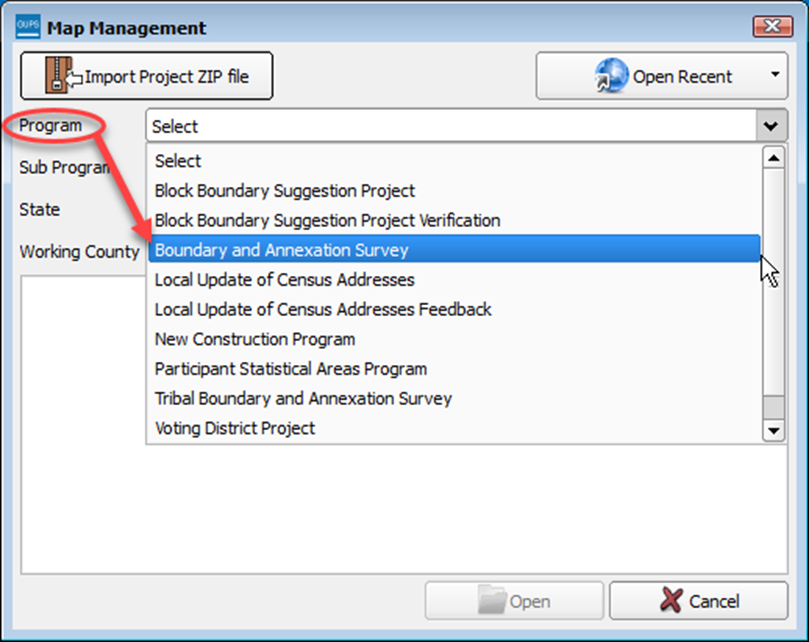 GUPS Map Management
Import Project ZIP file Open Recent
Program Select
Sub Program
State
Working County
Select
Block Boundary Suggestion Project
Block Boundary Suggestion Project Verification
Boundary and Annexation Survey
Local Update of Census Addresses
Local Update of Census Addresses Feedback
New Construction Program
Participant Statistical Areas Program
Tribal Boundary and Annexation Survey
Voting District Project
Open Cancel